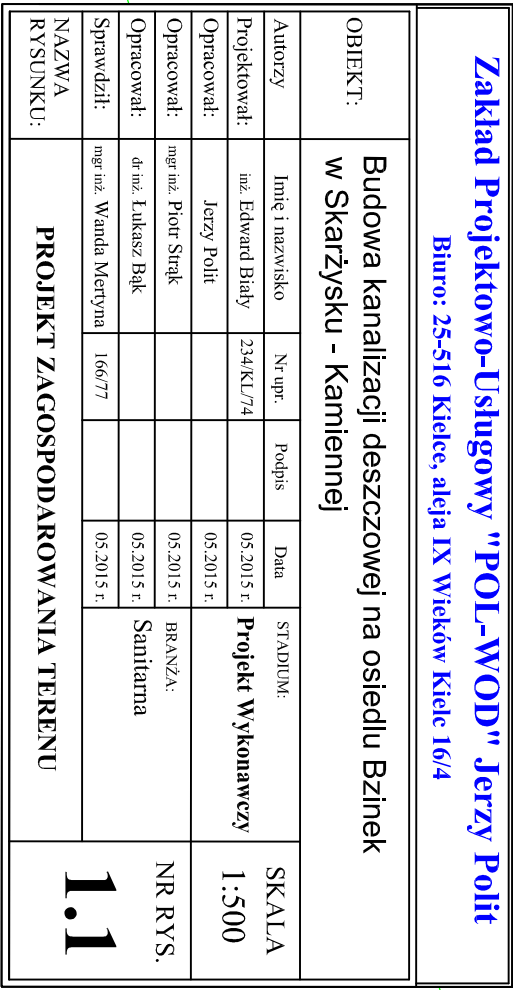 Zakład Projektowo-Usługowy "POL-WOD" Jerzy Polit
Biuro: 25-516 Kielce, aleja IX Wieków Kielc 16/4
OBIEKT:
Budowa kanalizacji deszczowej na osiedlu Bzinek
w Skarżysku - Kamiennej
Autorzy Imię i nazwisko Nr upr. Podpis Data
Projektował: inż. Edward Biały 234/KL/74 05.2015 r.
Opracował: Jerzy Polit 05.2015 r.
Opracował: mgr inż. Piotr Strąk 05.2015 r.
Opracował: dr inż. Łukasz Bąk 05.2015 r.
Sprawdził: mgr inż. Wanda Mertyna 166/77 05.2015 r.
STADIUM:
Projekt Wykonawczy
BRANŻA:
Sanitarna
SKALA
1:500
NAZWA
RYSUNKU:
PROJEKT ZAGOSPODAROWANIA TERENU
NR RYS.
1.1